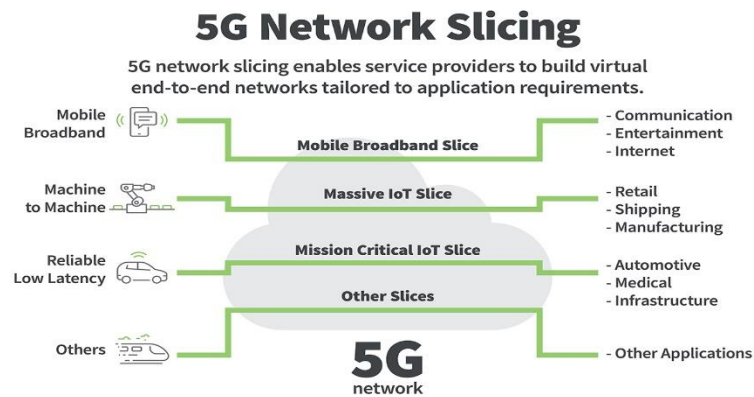 5G Network Slicing
5G network slicing enables service providers to build virtual
end-to-end networks tailored to application requirements.
Mobile
Broadband
Mobile Broadband Slice
- Communication
- Entertainment
- Internet
Machine
to Machine
Massive IoT Slice
- Retail
- Shipping
- Manufacturing
Reliable
Low Latency
Mission Critical IoT Slice
- Automotive
- Medical
- Infrastructure
Others
Other Slices
- Other Applications
5G
network